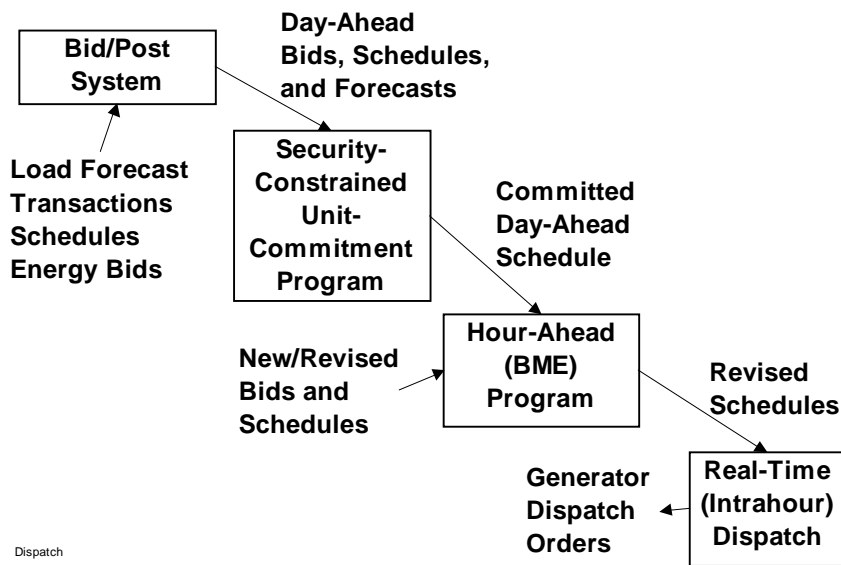 Bid/Post
System
Day-Ahead
Bids, Schedules,
and Forecasts
Load Forecast
Transactions
Schedules
Energy Bids
Security-
Constrained
Unit-
Commitment
Program
Committed
Day-Ahead
Schedule
New/Revised
Bids and
Schedules
Hour-Ahead
(BME)
Program
Revised
Schedules
Generator
Dispatch
Orders
Real-Time
(Intrahour)
Dispatch
Dispatch